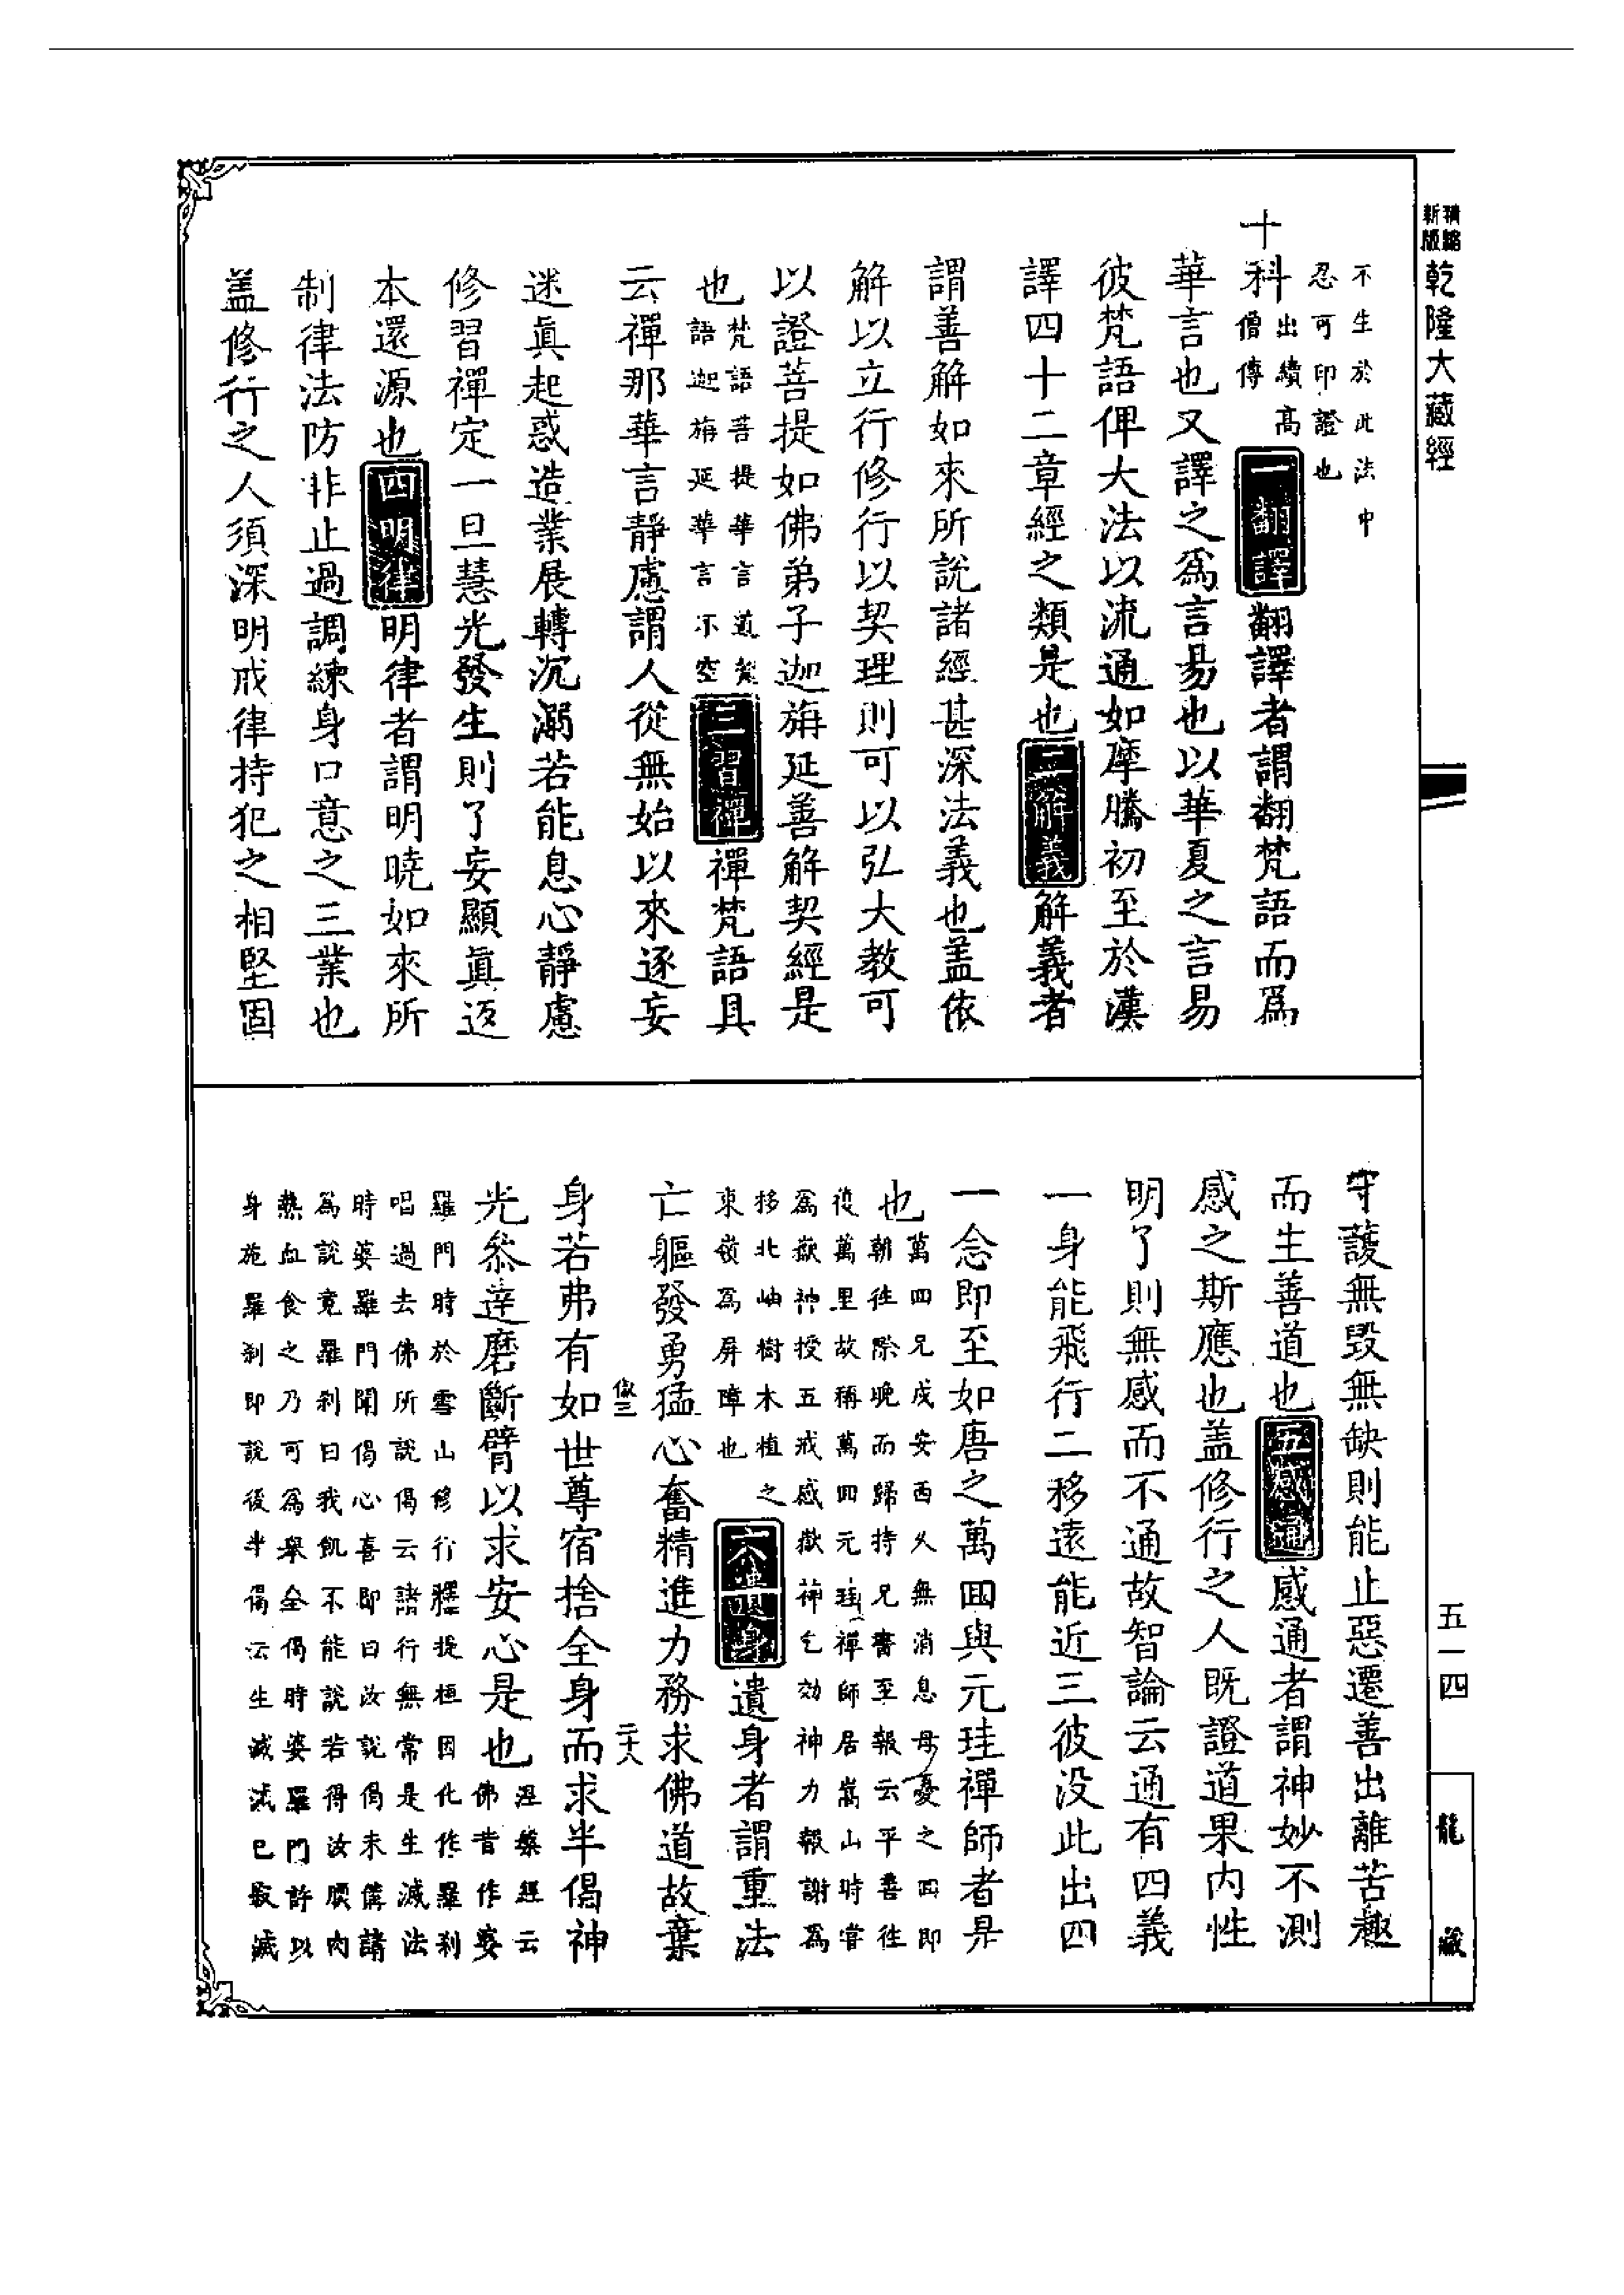 精縮新版乾隆大藏經
不生於此法中
忍可印證也
十科出續高僧傳一翻譯翻譯者謂翻梵語而爲
華言也又譯之爲言易也以華夏之言易
彼梵語俾大法以流通如摩騰初至於漢
譯四十二章經之類是也二解義解義者
謂善解如來所說諸經甚深法義也盖依
解以立行修行以契理則可以弘大教可
以證菩提如佛弟子迦旃延善解契經是
也梵語菩提華言道梵語迦旃延華言不空三習禪禪梵語具
云禪那華言靜慮謂人從無始以來逐妄
迷眞起惑造業展轉沉溺若能息心靜慮
修習禪定一旦慧光發生則了妄顯眞返
本還源也四明律明律者謂明曉如來所
制律法防非止過調練身口意之三業也
盖修行之人須深明戒律持犯之相堅固
守護無毀無缺則能止惡遷善出離苦趣
而生善道也五感通感通者謂神妙不測
感之斯應也盖修行之人既證道果內性
明了則無感而不通故智論云通有四義
一身能飛行二移遠能近三彼没此出四
一念即至如唐之萬回與元珪禪師者是
也萬回兄戍安西久無消息母憂之回即
朝往除晚而歸持兄書至報云平善往
復萬里故稱萬回元珪禪師居嵩山時嘗
爲嶽神授五戒感嶽神乞効神力報謝爲
移北岫樹木植之
東嶺爲屏障也六遺身遺身者謂重法
亡軀發勇猛心奮精進力務求佛道故棄
身若弗有如世尊宿捨全身而求半偈神
光叅達磨斷臂以求安心是也涅槃經云佛昔作婆
羅門時於雪山修行釋提桓因化作羅刹
唱過去佛所說偈云諸行無常是生滅法
時婆羅門聞偈心喜即曰汝說偈未備請
爲說竟羅刹曰我飢不能說若得汝㬉肉
熱血食之乃可爲舉全偈時婆羅門許以
身施羅刹即說後半偈云生滅滅已寂滅
二十八
五一四
龍藏